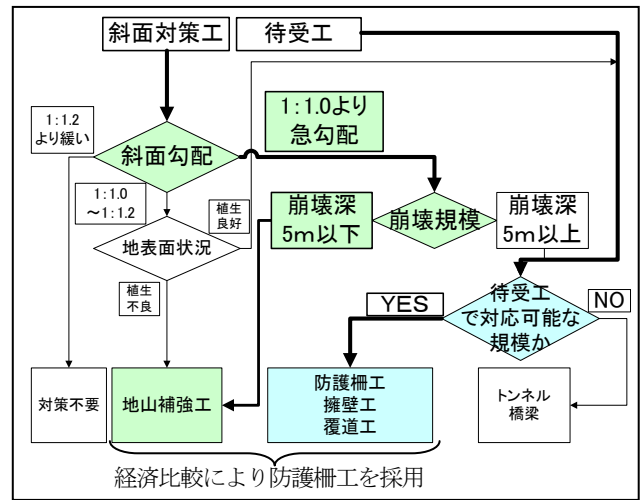 斜面対策工
待受工
1:1.2
より緩い
1:1.0より
急勾配
斜面勾配
1:1.0
～1:1.2
植生
良好
崩壊深
5m以下
崩壊規模
崩壊深
5m以上
地表面状況
植生
不良
YES
待受工
で対応可能な
規模か
NO
対策不要
地山補強工
防護柵工
擁壁工
覆道工
トンネル
橋梁
経済比較により防護柵工を採用